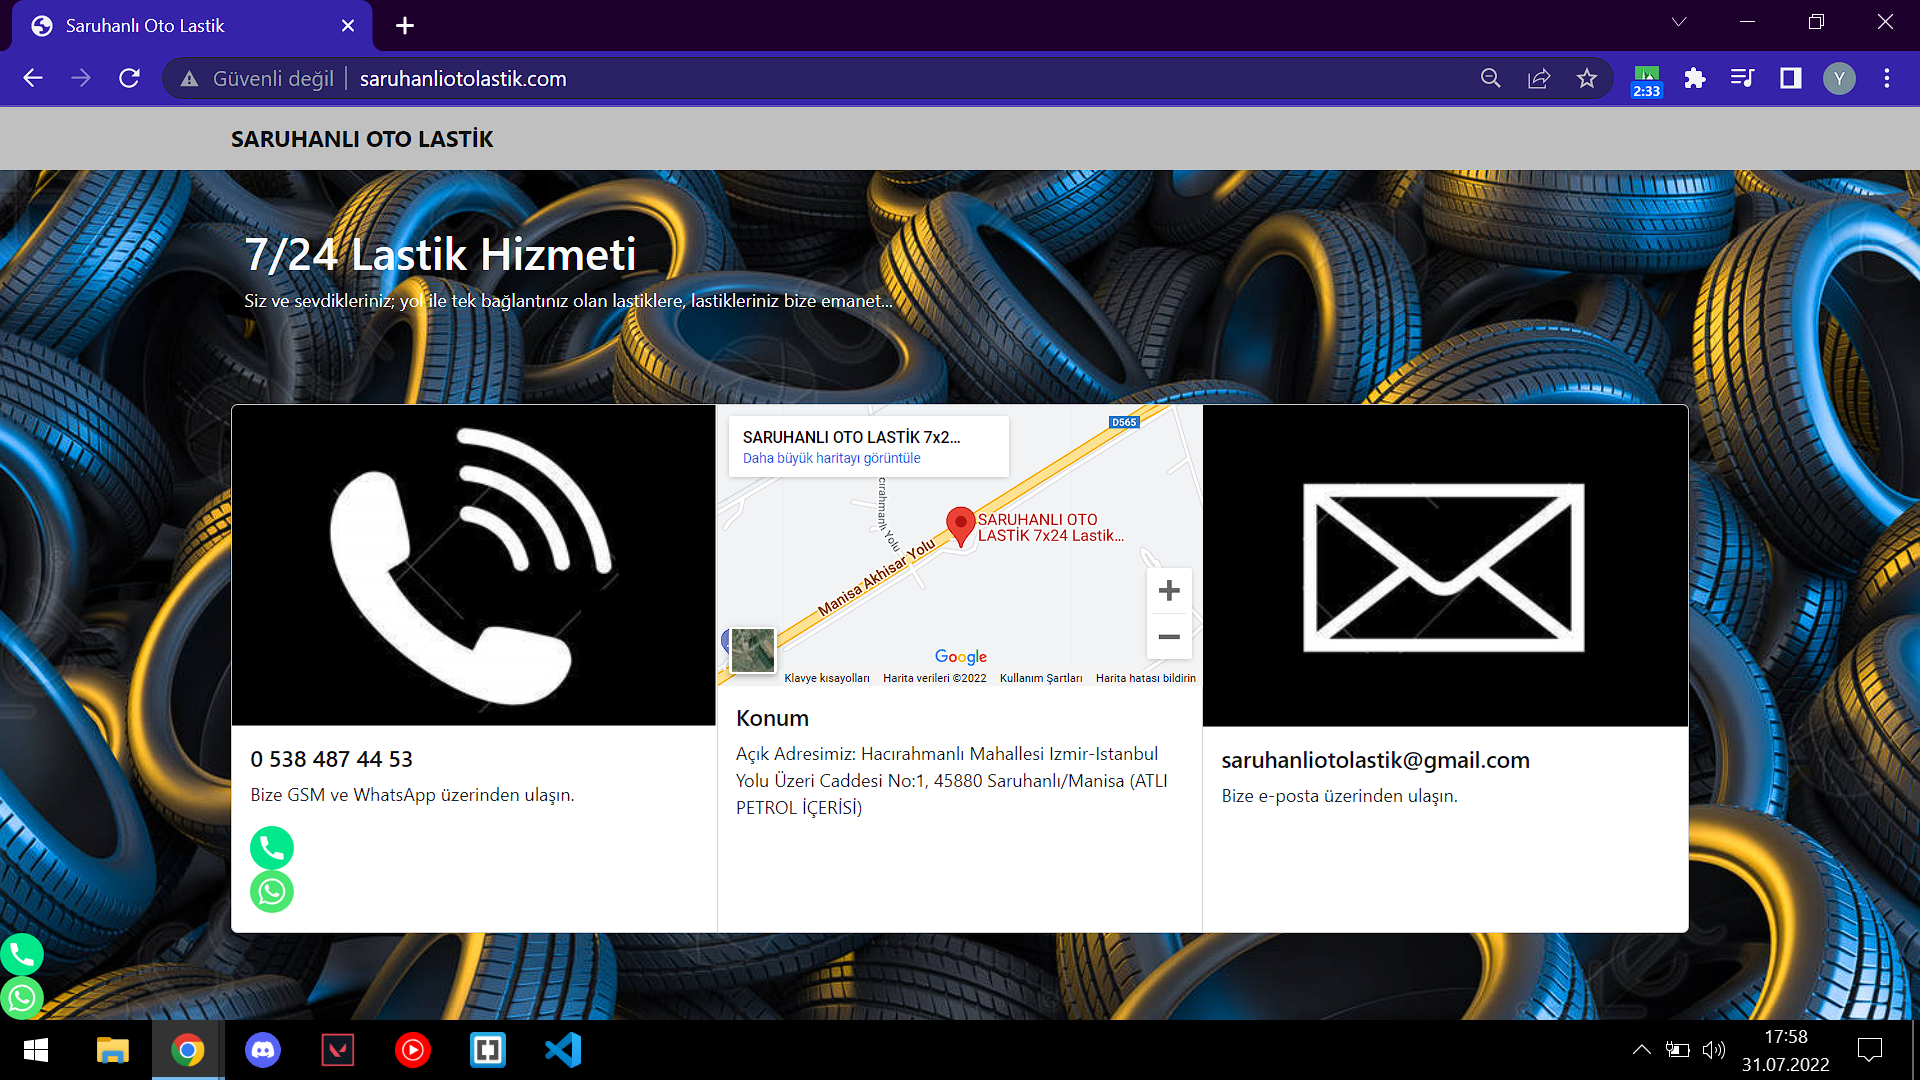 Saruhanlı Oto Lastik
Güvenli değil
saruhanliotolastik.com
2:33
Y
SARUHANLI OTO LASTİK
7/24 Lastik Hizmeti
Siz ve sevdikleriniz; yol ile tek bağlantınız olan lastiklere, lastikleriniz bize emanet...
SARUHANLI OTO LASTİK 7x2...
Daha büyük haritayı görüntüle
D565
cırahmanlı Yolu
SARUHANLI OTO
LASTİK 7x24 Lastik...
Manisa Akhisar Yolu
Google
Klavye kısayolları
Harita verileri ©2022
Kullanım Şartları
Harita hatası bildirin
0 538 487 44 53
Bize GSM ve WhatsApp üzerinden ulaşın.
Konum
Açık Adresimiz: Hacırahmanlı Mahallesi Izmir-Istanbul
Yolu Üzeri Caddesi No:1, 45880 Saruhanlı/Manisa (ATLI
PETROL İÇERİSİ)
saruhanliotolastik@gmail.com
Bize e-posta üzerinden ulaşın.
17:58
31.07.2022